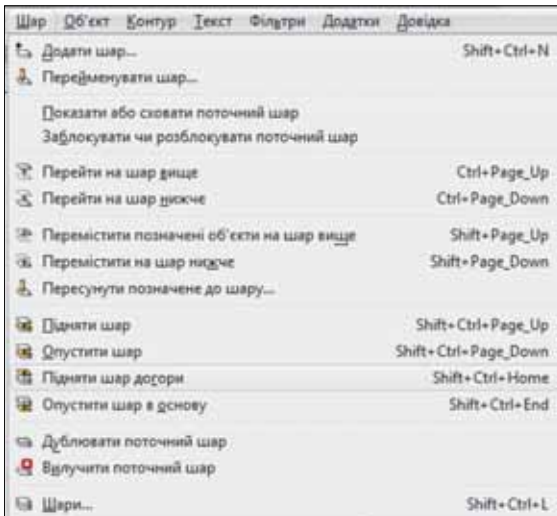 Шар Об'єкт Контур Текст Фільтри Додатки Довідка
Додати шар... Shift+Ctrl+N
Перейменувати шар...
Показати або сховати поточний шар
Заблокувати чи розблокувати поточний шар
Перейти на шар вище Ctrl+Page_Up
Перейти на шар нижче Ctrl+Page_Down
Перемістити позначені об'єкти на шар вище Shift+Page_Up
Перемістити на шар нижче Shift+Page_Down
Пересунути позначене до шару...
Підняти шар Shift+Ctrl+Page_Up
Опустити шар Shift+Ctrl+Page_Down
Підняти шар догори Shift+Ctrl+Home
Опустити шар в основу Shift+Ctrl+End
Дублювати поточний шар
Вилучити поточний шар
Шари... Shift+Ctrl+L